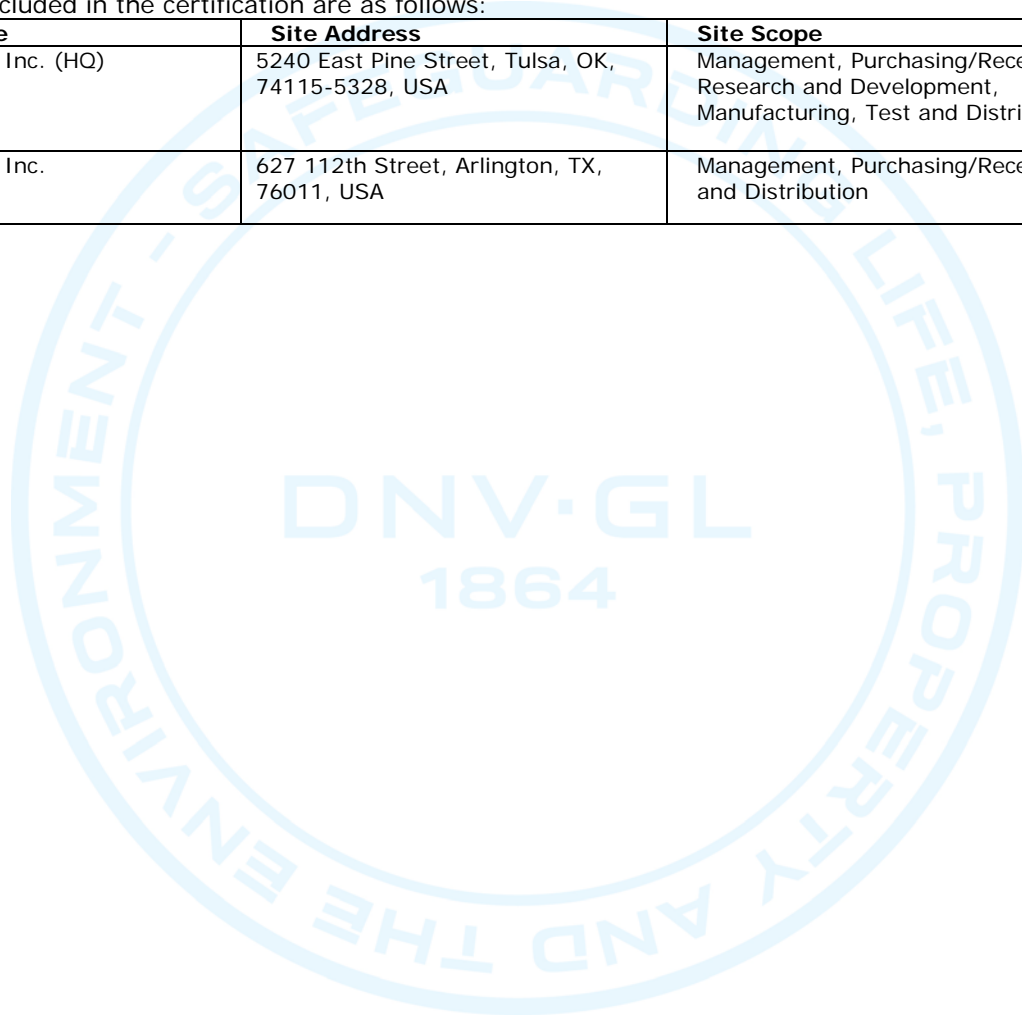 cluded in the certification are as follows:
e Site Address Site Scope
Inc. (HQ) 5240 East Pine Street, Tulsa, OK, Management, Purchasing/Rece
74115-5328, USA Research and Development,
Manufacturing, Test and Distri
Inc. 627 112th Street, Arlington, TX, Management, Purchasing/Rece
76011, USA and Distribution
SAFEGUARDING LIFE, PROPERTY AND THE ENVIRONMENT -
DNV·GL
1864